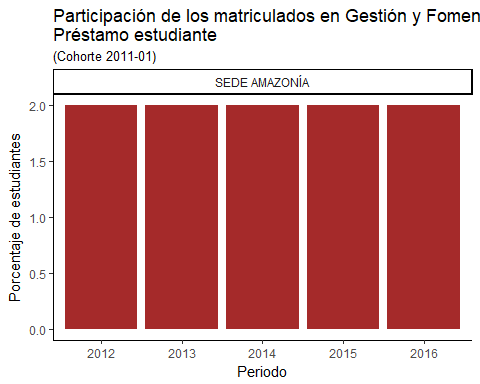 Participación de los matriculados en Gestión y Fomen
Préstamo estudiante
(Cohorte 2011-01)
SEDE AMAZONÍA
Porcentaje de estudiantes
2.0
1.5
1.0
0.5
0.0
2012 2013 2014 2015 2016
Periodo